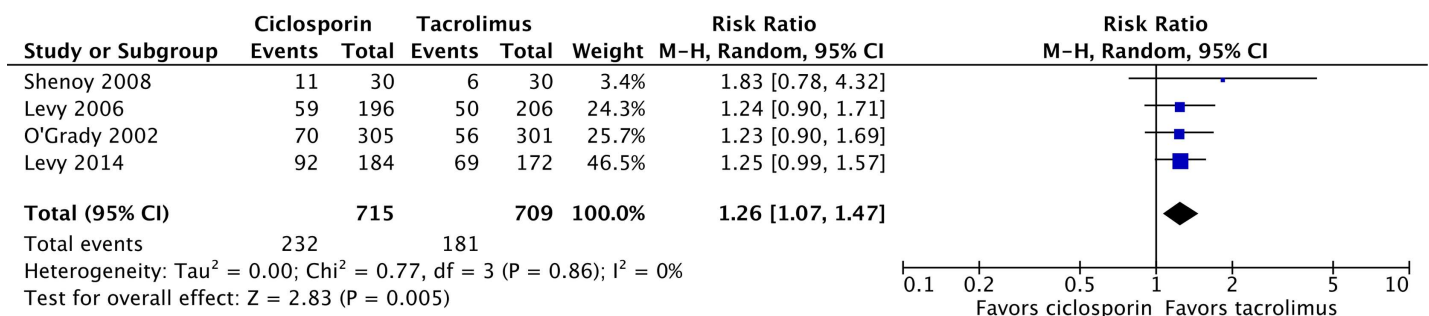 Ciclosporin Tacrolimus Risk Ratio Risk Ratio
Study or Subgroup Events Total Events Total Weight M-H, Random, 95% CI M-H, Random, 95% CI
Shenoy 2008 11 30 6 30 3.4% 1.83 [0.78, 4.32]
Levy 2006 59 196 50 206 24.3% 1.24 [0.90, 1.71]
O'Grady 2002 70 305 56 301 25.7% 1.23 [0.90, 1.69]
Levy 2014 92 184 69 172 46.5% 1.25 [0.99, 1.57]
Total (95% CI) 715 709 100.0% 1.26 [1.07, 1.47]
Total events 232 181
Heterogeneity: Tau² = 0.00; Chi² = 0.77, df = 3 (P = 0.86); I² = 0%
Test for overall effect: Z = 2.83 (P = 0.005)
0.1 0.2 0.5 1 2 5 10
Favors ciclosporin Favors tacrolimus